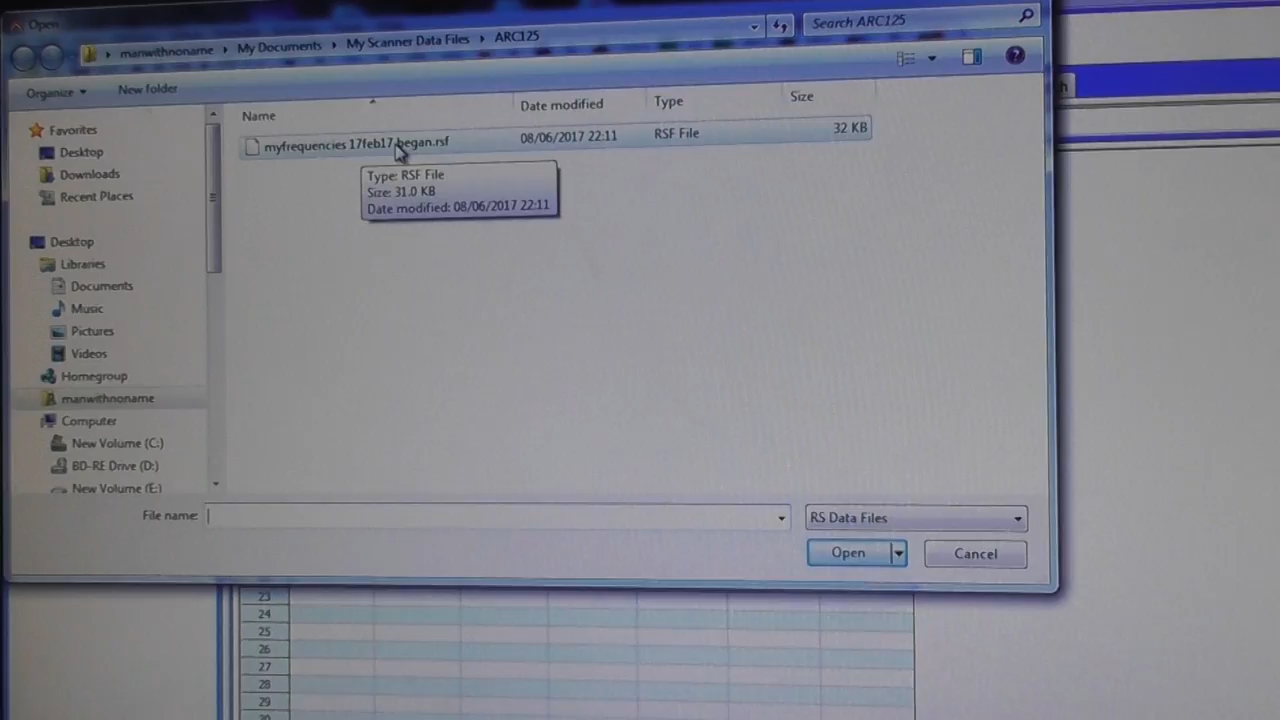 Open
manwithnoname My Documents My Scanner Data Files ARC125
Search ARC125
Organize New folder
Name Date modified Type Size
myfrequencies 17feb17 began.rsf 08/06/2017 22:11 RSF File 32 KB
Type: RSF File
Size: 31.0 KB
Date modified: 08/06/2017 22:11
Favorites
Desktop
Downloads
Recent Places
Desktop
Libraries
Documents
Music
Pictures
Videos
Homegroup
manwithnoname
Computer
New Volume (C:)
BD-RE Drive (D:)
New Volume (E:)
File name:
RS Data Files
Open Cancel
23
24
25
26
27
28
29
30